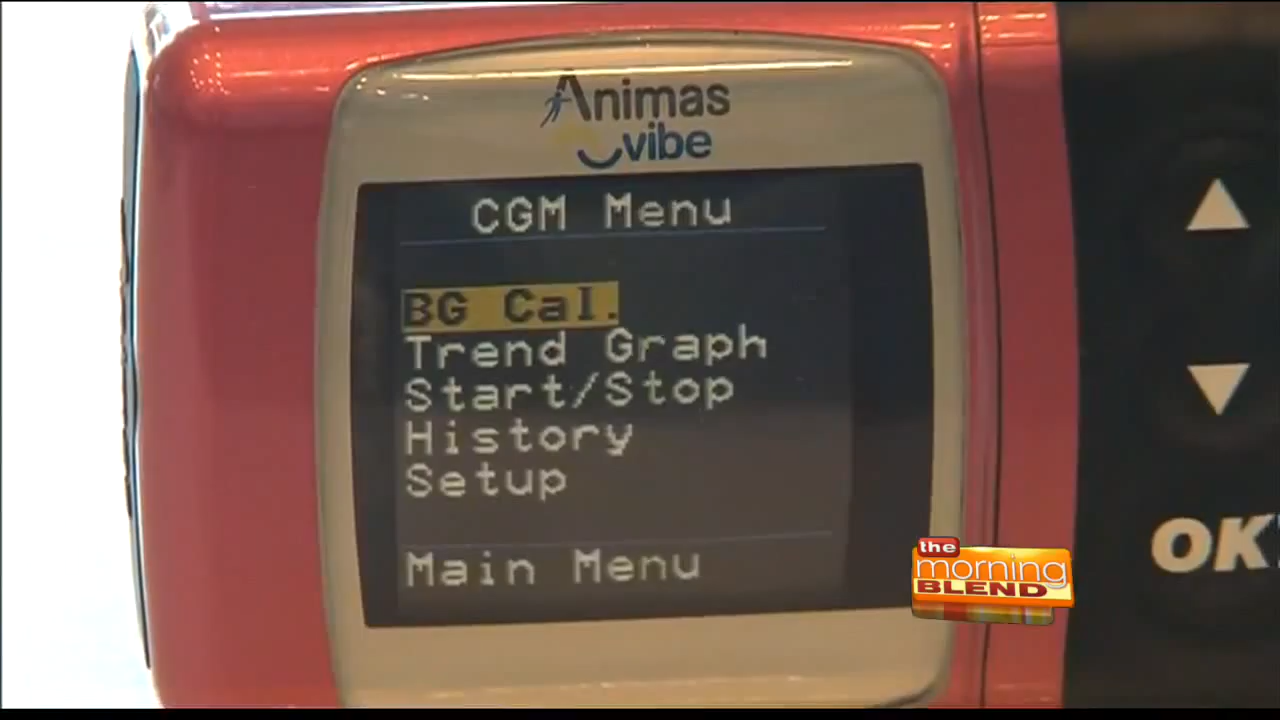 Animas
vibe
CGM Menu
BG Cal.
Trend Graph
Start/Stop
History
Setup
Main Menu
OK
the
morning
BLEND